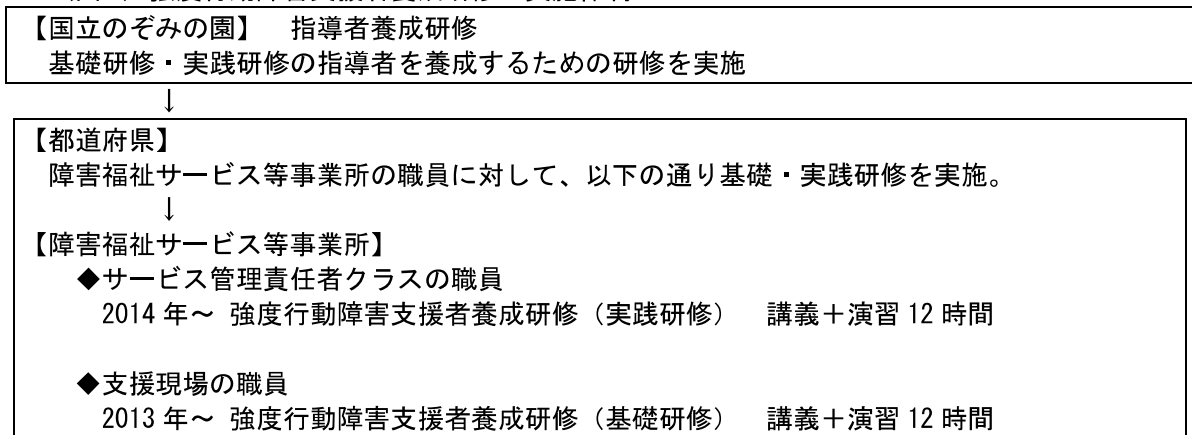 【国立のぞみの園】　指導者養成研修
基礎研修・実践研修の指導者を養成するための研修を実施
↓
【都道府県】
障害福祉サービス等事業所の職員に対して、以下の通り基礎・実践研修を実施。
↓
【障害福祉サービス等事業所】
◆サービス管理責任者クラスの職員
2014 年～ 強度行動障害支援者養成研修（実践研修）　講義＋演習 12 時間
◆支援現場の職員
2013 年～ 強度行動障害支援者養成研修（基礎研修）　講義＋演習 12 時間